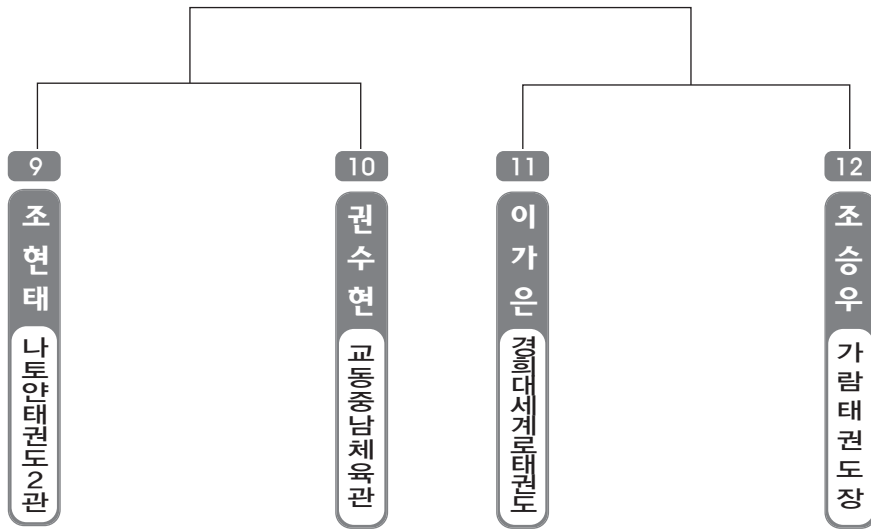 9
조현태
나토얀태권도2관
10
권수현
교동중남체육관
11
이가은
경희대세계로태권도
12
조승우
가람태권도장